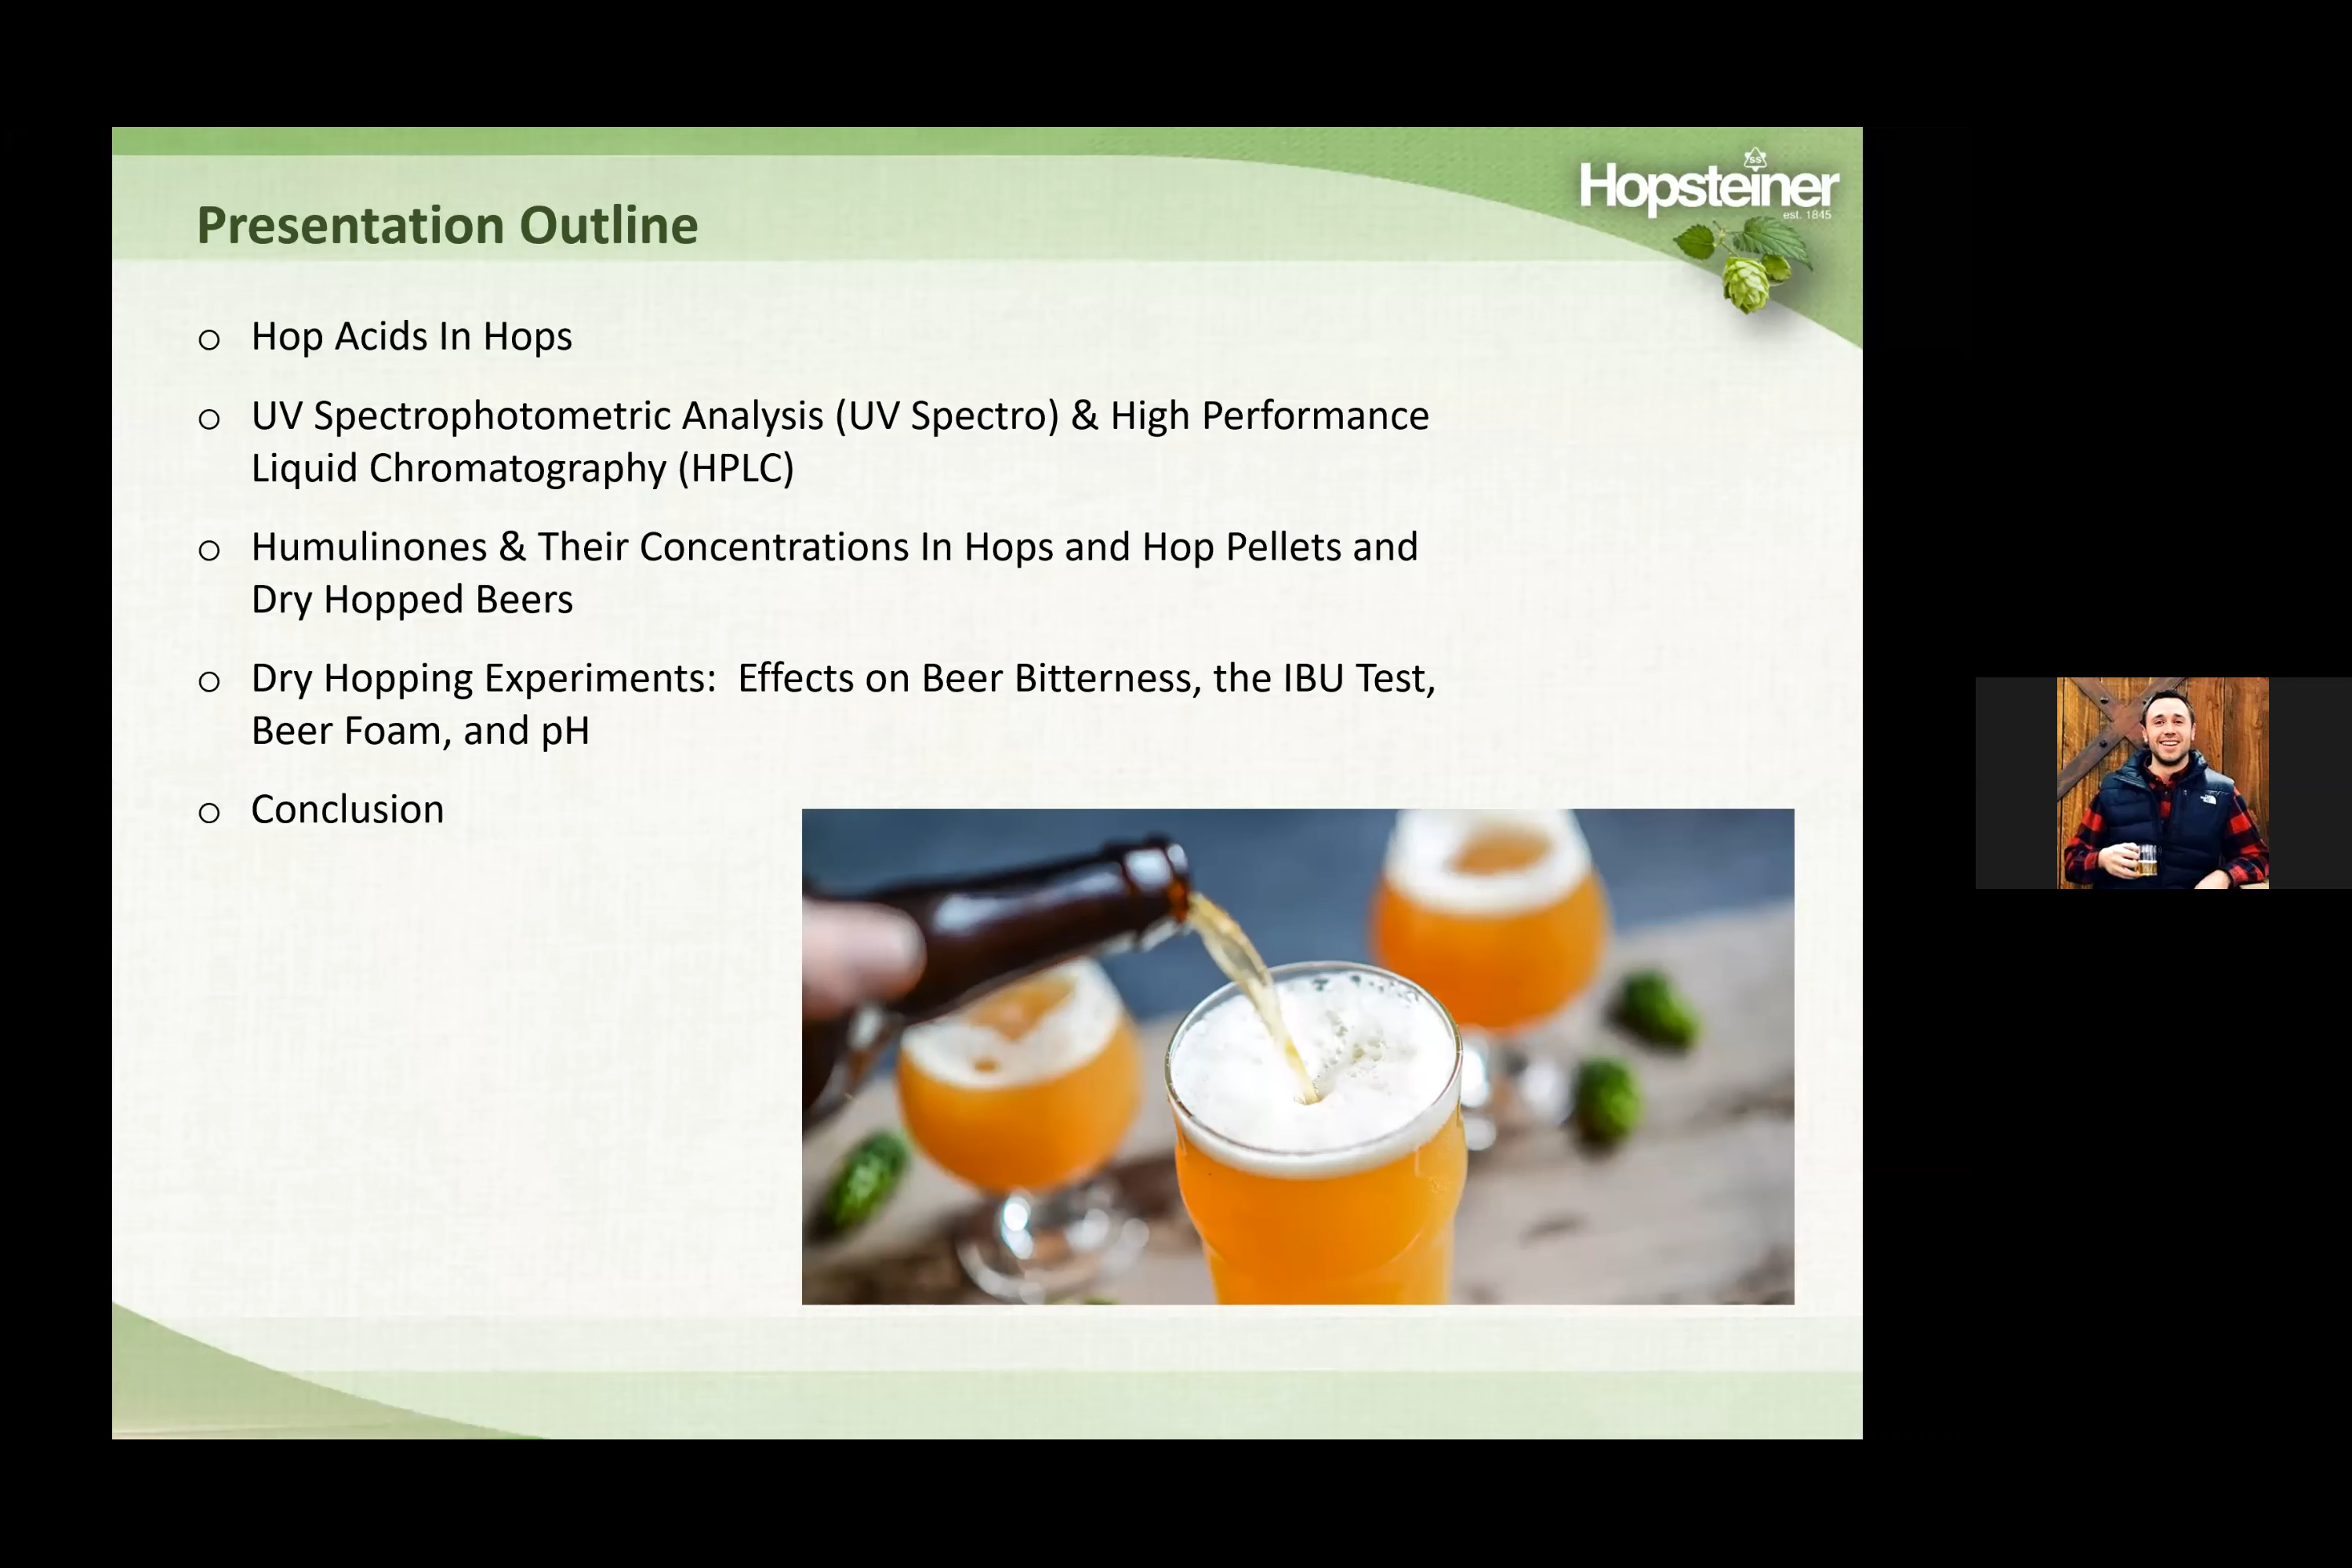 SS
Hopsteiner
est. 1845
Presentation Outline
o Hop Acids In Hops
o UV Spectrophotometric Analysis (UV Spectro) & High Performance
Liquid Chromatography (HPLC)
o Humulinones & Their Concentrations In Hops and Hop Pellets and
Dry Hopped Beers
o Dry Hopping Experiments:  Effects on Beer Bitterness, the IBU Test,
Beer Foam, and pH
o Conclusion